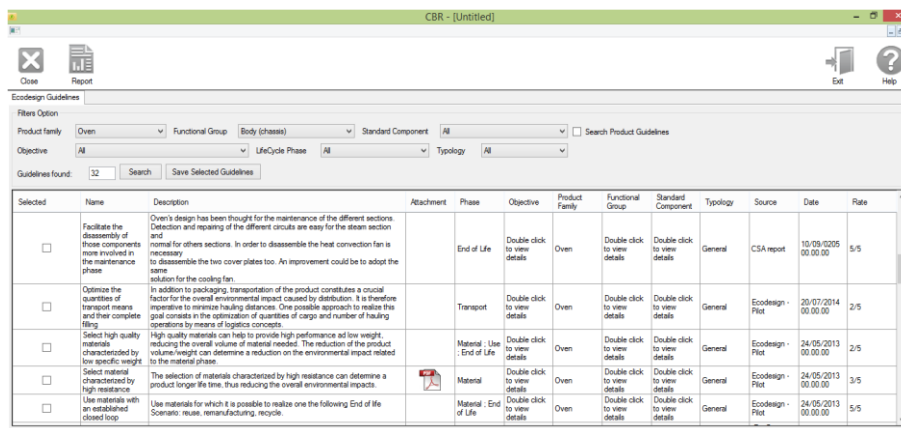 CBR - [Untitled]
Close
Report
Exit
Help
Ecodesign Guidelines
Filters Option
Product family Oven Functional Group Body (chassis) Standard Component All Search Product Guidelines
Objective All LifeCycle Phase All Typology All
Guidelines found: 32 Search Save Selected Guidelines
Selected Name Description Attachment Phase Objective Product Family Functional Group Standard Component Typology Source Date Rate
Facilitate the
disassembly of
those components
more involved in
the maintenance
phase
Oven's design has been thought for the maintenance of the different sections.
Detection and repairing of the different circuits are easy for the steam section
and
normal for others sections. In order to disassemble the heat convection fan is
necessary
to disassemble the two cover plates too. An improvement could be to adopt the
same
solution for the cooling fan.
End of Life
Double click
to view
details
Oven
Double click
to view
details
Double click
to view
details
General
CSA report
10/09/0205
00.00.00
5/5
Optimize the
quantities of
transport means
and their complete
filling
In addition to packaging, transportation of the product constitutes a crucial
factor for the overall environmental impact caused by distribution. It is therefore
imperative to minimize hauling distances. One possible approach to realize this
goal consists in the optimization of quantities of cargo and number of hauling
operations by means of logistics concepts.
Transport
Double click
to view
details
Oven
Double click
to view
details
Double click
to view
details
General
Ecodesign -
Pilot
20/07/2014
00.00.00
2/5
Select high quality
materials
characterizded by
low specific weight
High quality materials can help to provide high performance ad low weight,
reducing the overall volume of material needed. The reduction of the product
volume/weight can determine a reduction on the environmental impact related
to the material phase.
Material ; Use
; End of Life
Double click
to view
details
Oven
Double click
to view
details
Double click
to view
details
General
Ecodesign -
Pilot
24/05/2013
00.00.00
2/5
Select material
characterized by
high resistance
The selection of materials characterized by high resistance can determine a
product longer life time, thus reducing the overall environmental impacts.
PDF
Material
Double click
to view
details
Oven
Double click
to view
details
Double click
to view
details
General
Ecodesign -
Pilot
24/05/2013
00.00.00
3/5
Use materials with
an established
closed loop
Use materials for which it is possible to realize one the following End of life
Scenario: reuse, remanufacturing, recycle.
Material ; End
of Life
Double click
to view
details
Oven
Double click
to view
details
Double click
to view
details
General
Ecodesign -
Pilot
24/05/2013
00.00.00
5/5